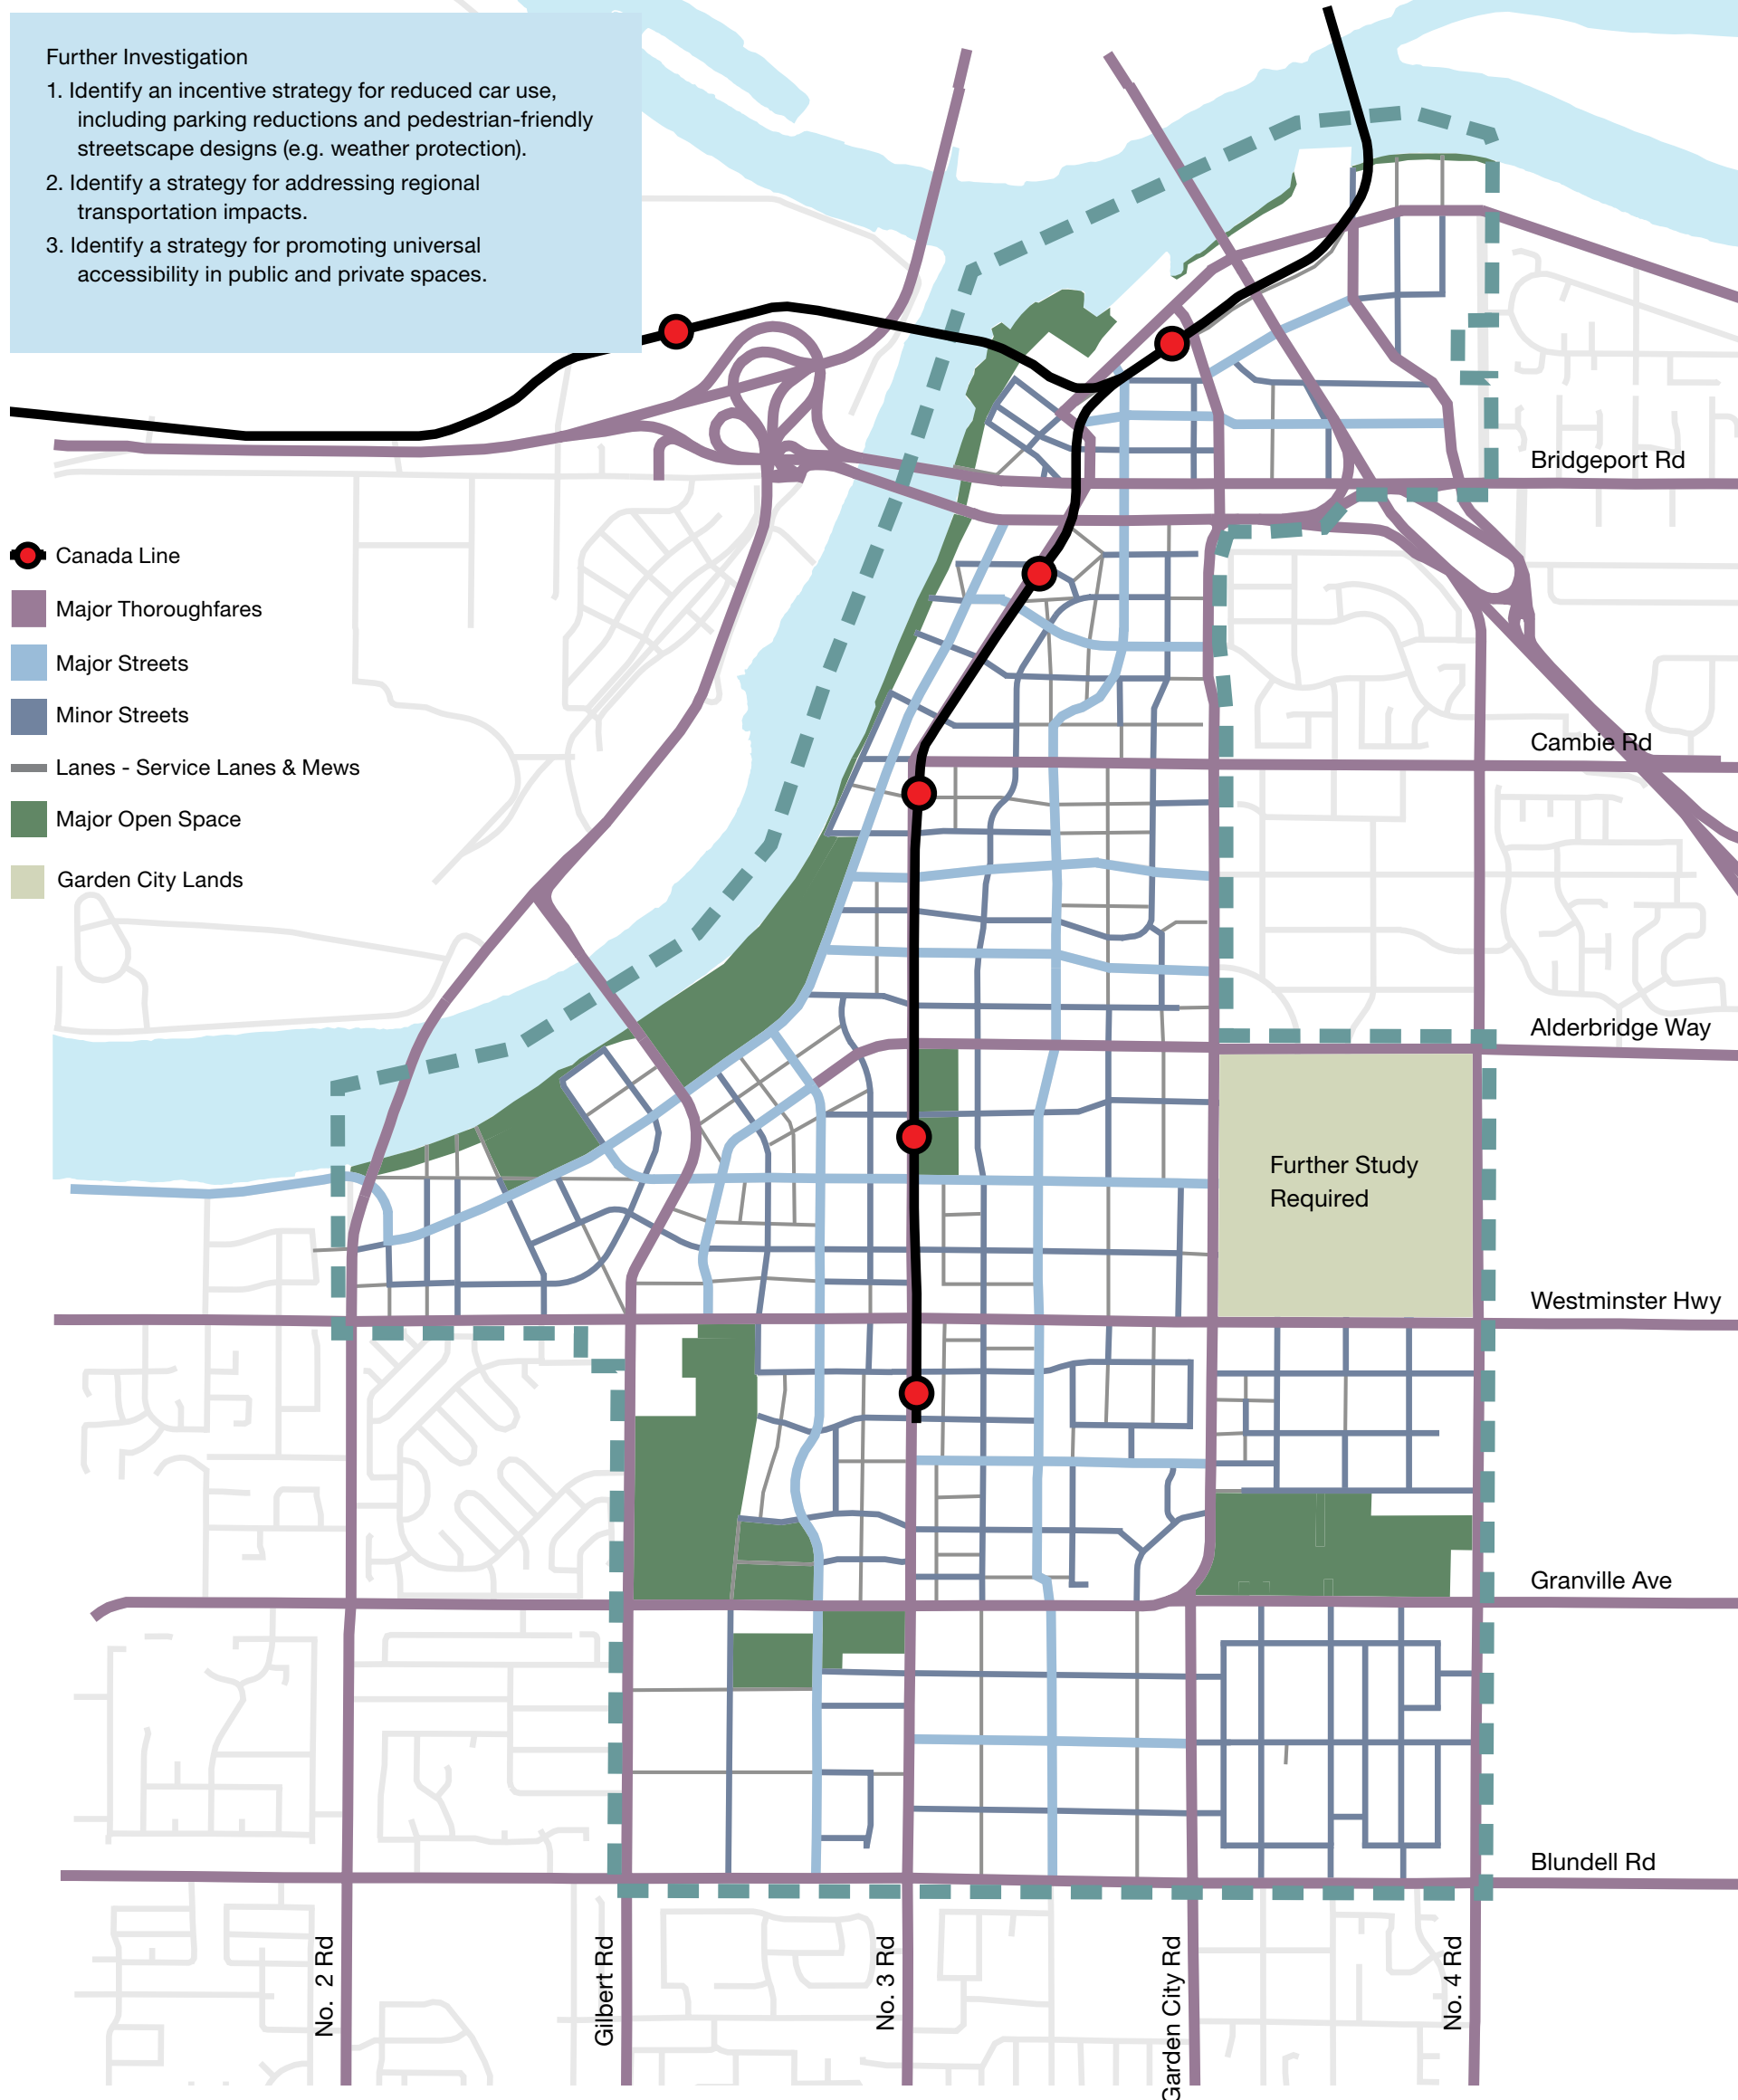 Further Investigation
1. Identify an incentive strategy for reduced car use,
including parking reductions and pedestrian-friendly
streetscape designs (e.g. weather protection).
2. Identify a strategy for addressing regional
transportation impacts.
3. Identify a strategy for promoting universal
accessibility in public and private spaces.
Canada Line
Major Thoroughfares
Major Streets
Minor Streets
Lanes - Service Lanes & Mews
Major Open Space
Garden City Lands
Bridgeport Rd
Cambie Rd
Alderbridge Way
Further Study
Required
Westminster Hwy
Granville Ave
Blundell Rd
No. 2 Rd
Gilbert Rd
No. 3 Rd
Garden City Rd
No. 4 Rd